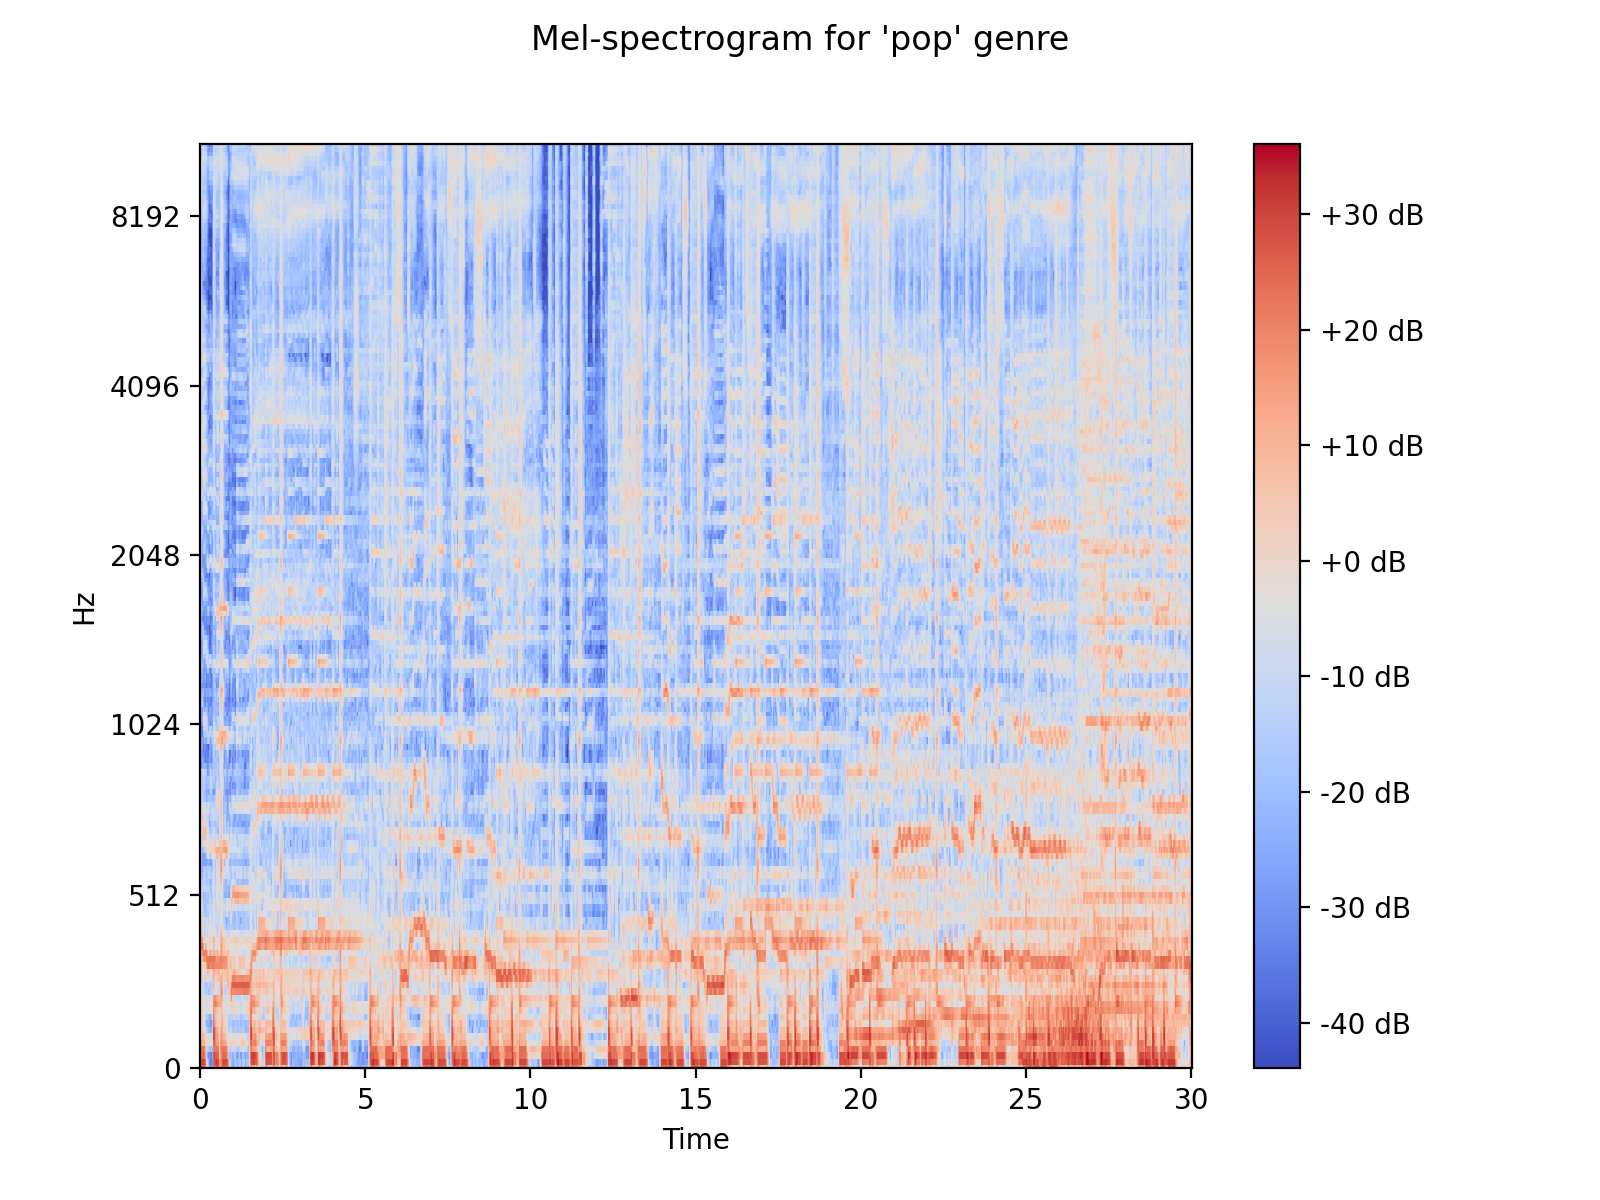 Mel-spectrogram for 'pop' genre
8192
4096
2048
1024
512
0
Hz
0 5 10 15 20 25 30
Time
+30 dB
+20 dB
+10 dB
+0 dB
-10 dB
-20 dB
-30 dB
-40 dB